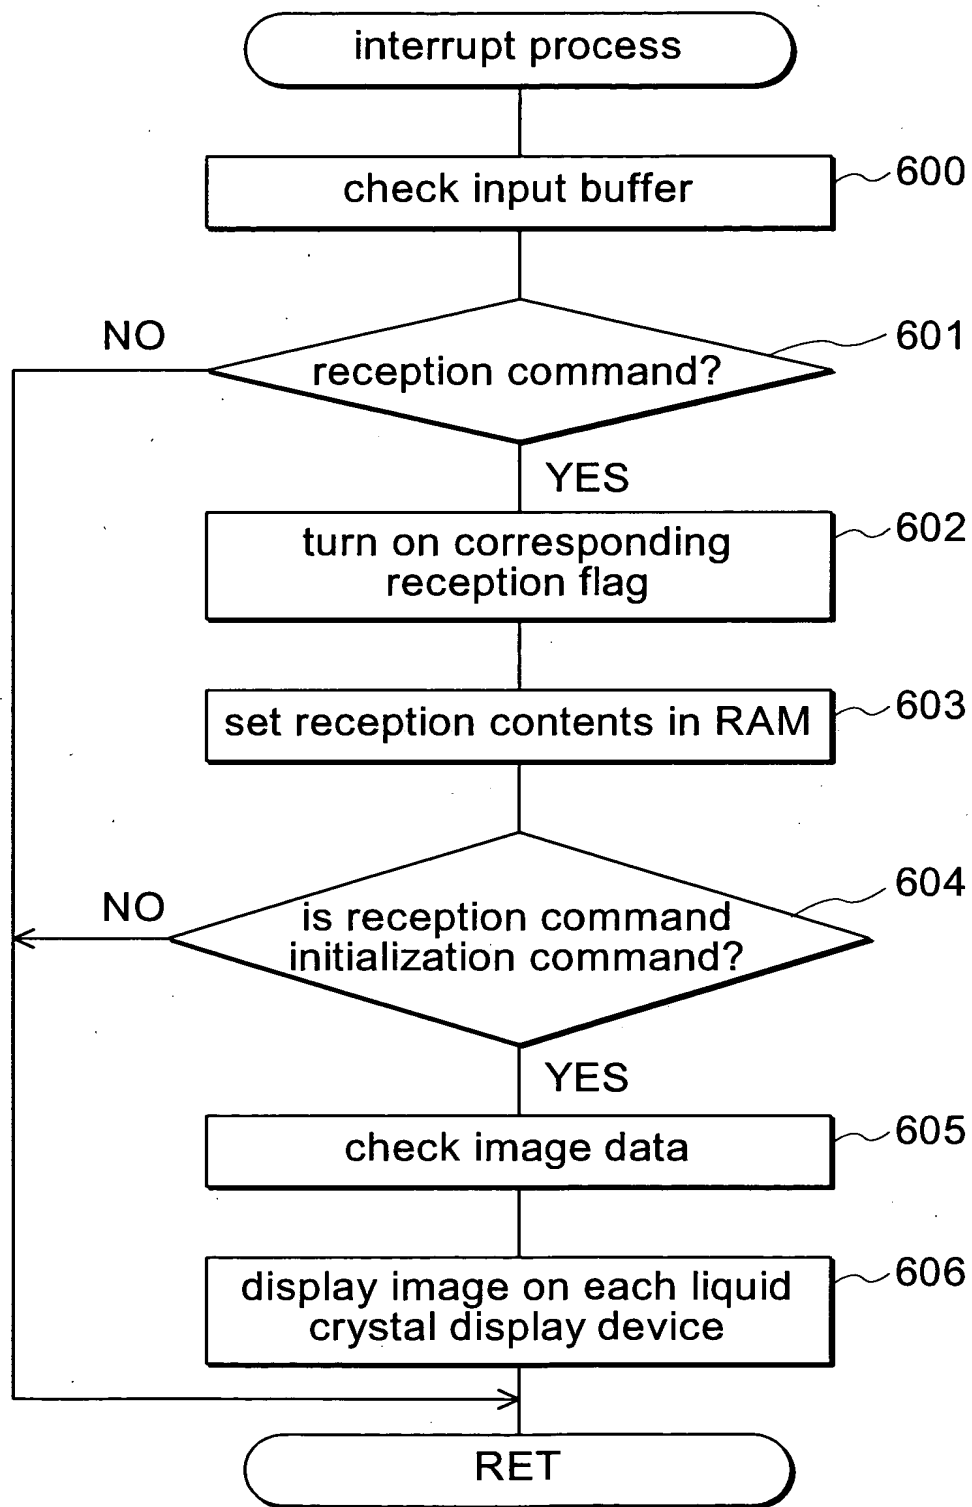 interrupt process
check input buffer
600
NO
reception command?
601
YES
turn on corresponding
reception flag
602
set reception contents in RAM
603
NO
is reception command
initialization command?
604
YES
check image data
605
display image on each liquid
crystal display device
606
RET